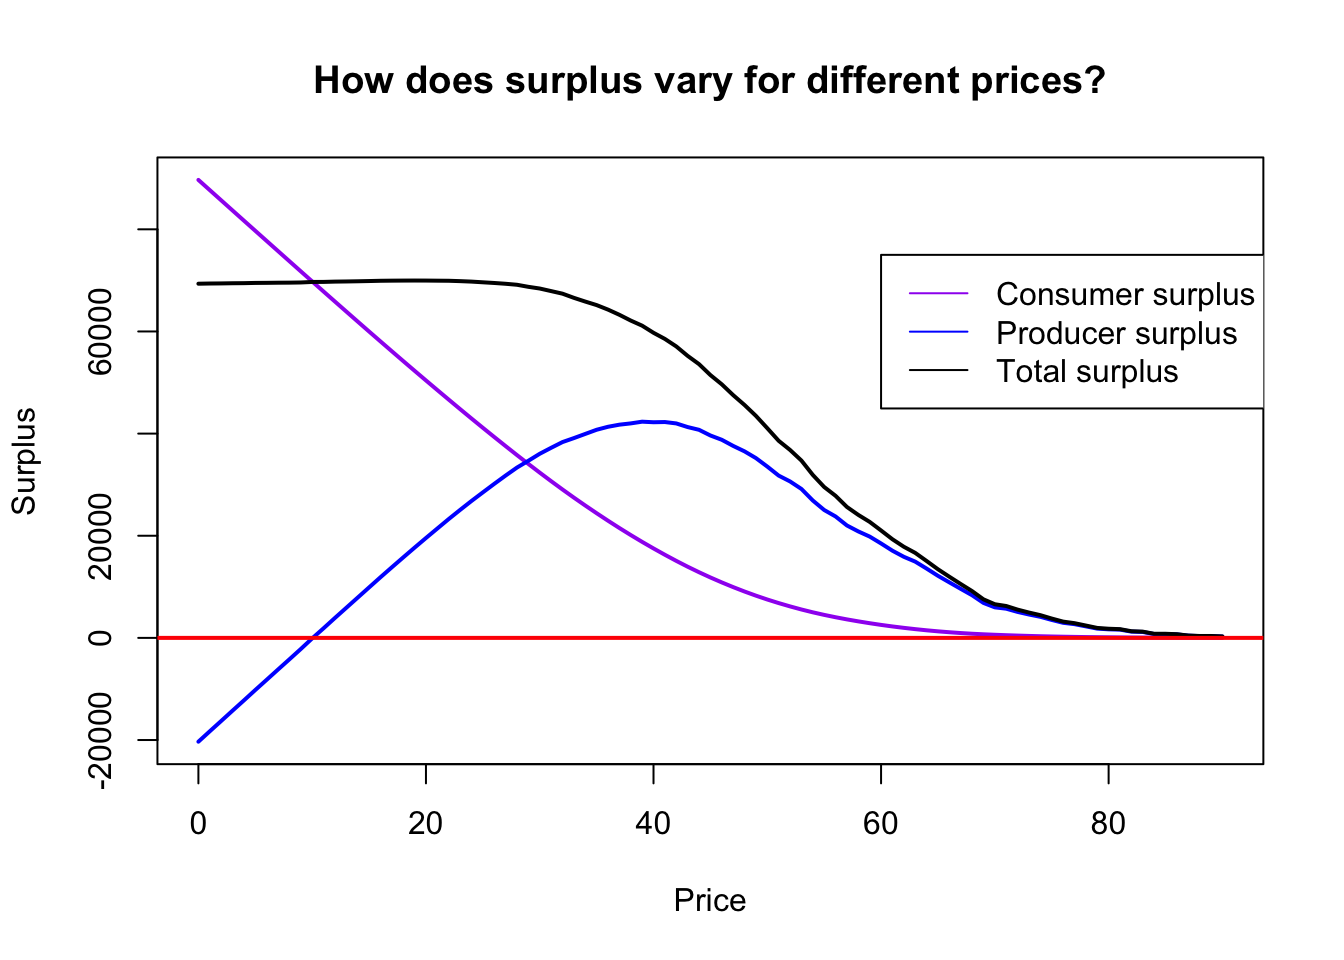 How does surplus vary for different prices?
Consumer surplus
Producer surplus
Total surplus
Surplus
60000
20000
0
-20000
0 20 40 60 80
Price